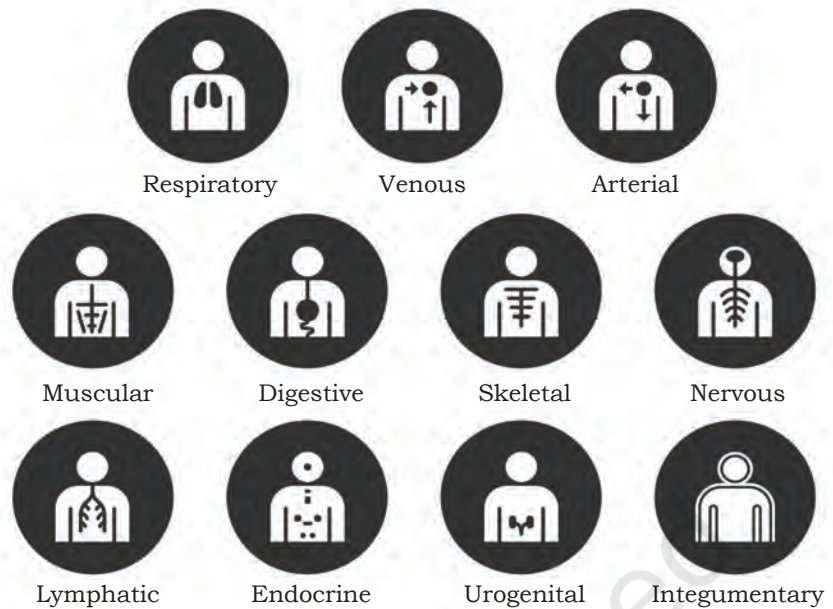 Respiratory Venous Arterial
Muscular Digestive Skeletal Nervous
Lymphatic Endocrine Urogenital Integumentary